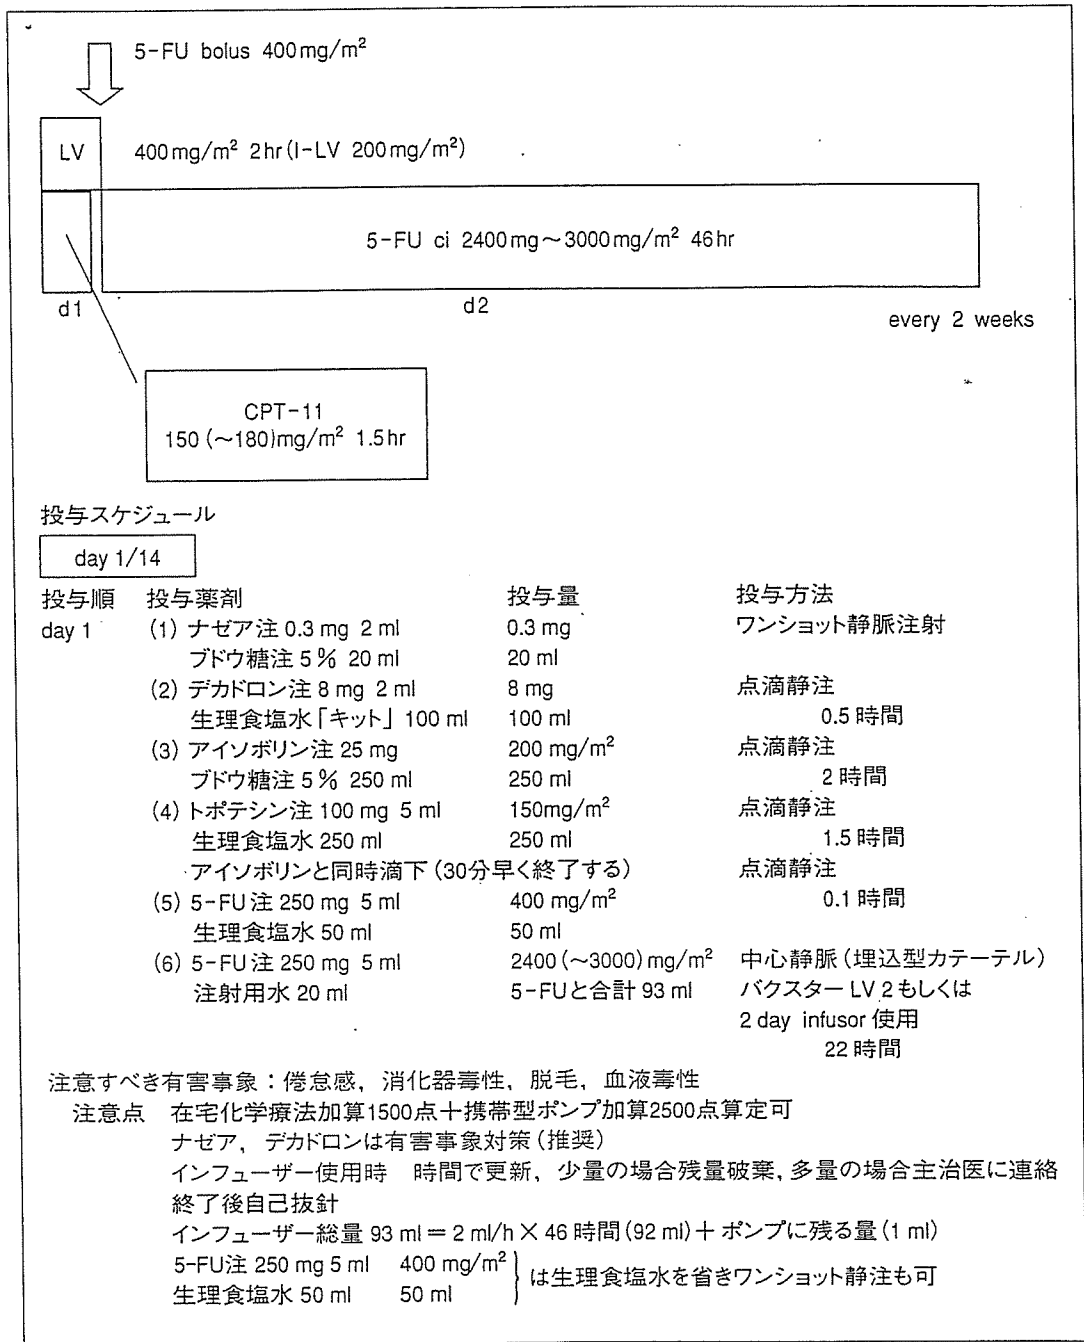 5-FU bolus 400mg/m²
LV
400mg/m² 2hr(l-LV 200mg/m²)
5-FU ci 2400mg～3000mg/m² 46hr
d1
d2
every 2 weeks
CPT-11
150(～180)mg/m² 1.5hr
投与スケジュール
day 1/14
投与順 投与薬剤 投与量 投与方法
day 1 (1) ナゼア注 0.3 mg 2 ml 0.3 mg ワンショット静脈注射
ブドウ糖注 5% 20 ml 20 ml
(2) デカドロン注 8 mg 2 ml 8 mg 点滴静注
生理食塩水「キット」100 ml 100 ml 0.5 時間
(3) アイソボリン注 25 mg 200 mg/m² 点滴静注
ブドウ糖注 5% 250 ml 250 ml 2 時間
(4) トポテシン注 100 mg 5 ml 150mg/m² 点滴静注
生理食塩水 250 ml 250 ml 1.5 時間
アイソボリンと同時滴下(30分早く終了する) 点滴静注
(5) 5-FU注 250 mg 5 ml 400 mg/m² 0.1 時間
生理食塩水 50 ml 50 ml
(6) 5-FU注 250 mg 5 ml 2400(～3000)mg/m² 中心静脈(埋込型カテーテル)
注射用水 20 ml 5-FUと合計 93 ml バクスター LV 2 もしくは
2 day infusor 使用
22 時間
注意すべき有害事象：倦怠感，消化器毒性，脱毛，血液毒性
注意点 在宅化学療法加算1500点＋携帯型ポンプ加算2500点算定可
ナゼア，デカドロンは有害事象対策(推奨)
インフューザー使用時 時間で更新，少量の場合残量破棄，多量の場合主治医に連絡
終了後自己抜針
インフューザー総量 93 ml＝2 ml/h×46 時間(92 ml)＋ポンプに残る量(1 ml)
5-FU注 250 mg 5 ml 400 mg/m²
生理食塩水 50 ml 50 ml
は生理食塩水を省きワンショット静注も可